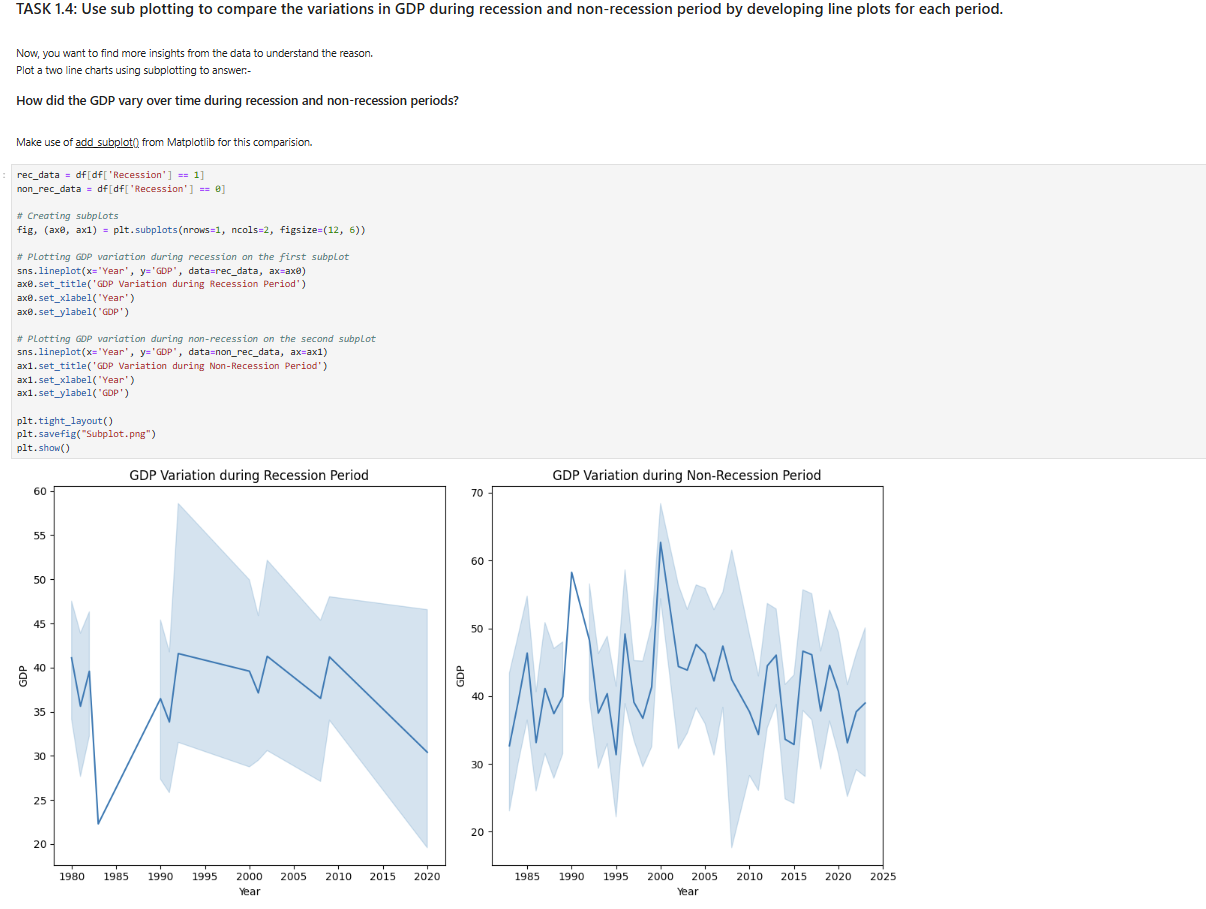 TASK 1.4: Use sub plotting to compare the variations in GDP during recession and non-recession period by developing line plots for each period.
Now, you want to find more insights from the data to understand the reason.
Plot a two line charts using subplotting to answer:-
How did the GDP vary over time during recession and non-recession periods?
Make use of add_subplot() from Matplotlib for this comparision.
:
rec_data = df[df['Recession'] == 1]
non_rec_data = df[df['Recession'] == 0]
# Creating subplots
fig, (ax0, ax1) = plt.subplots(nrows=1, ncols=2, figsize=(12, 6))
# Plotting GDP variation during recession on the first subplot
sns.lineplot(x='Year', y='GDP', data=rec_data, ax=ax0)
ax0.set_title('GDP Variation during Recession Period')
ax0.set_xlabel('Year')
ax0.set_ylabel('GDP')
# Plotting GDP variation during non-recession on the second subplot
sns.lineplot(x='Year', y='GDP', data=non_rec_data, ax=ax1)
ax1.set_title('GDP Variation during Non-Recession Period')
ax1.set_xlabel('Year')
ax1.set_ylabel('GDP')
plt.tight_layout()
plt.savefig("Subplot.png")
plt.show()
GDP Variation during Recession Period
60
55
50
45
40
35
30
25
20
GDP
1980 1985 1990 1995 2000 2005 2010 2015 2020
Year
GDP Variation during Non-Recession Period
70
60
50
40
30
20
GDP
1985 1990 1995 2000 2005 2010 2015 2020 2025
Year